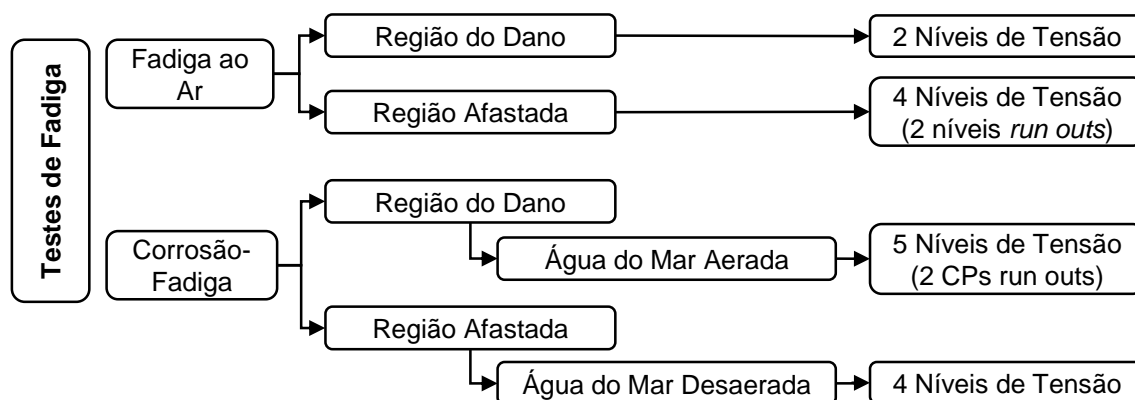 Testes de Fadiga
Fadiga ao
Ar
Região do Dano
2 Níveis de Tensão
Região Afastada
4 Níveis de Tensão
(2 níveis run outs)
Corrosão-
Fadiga
Região do Dano
Água do Mar Aerada
5 Níveis de Tensão
(2 CPs run outs)
Região Afastada
Água do Mar Desaerada
4 Níveis de Tensão